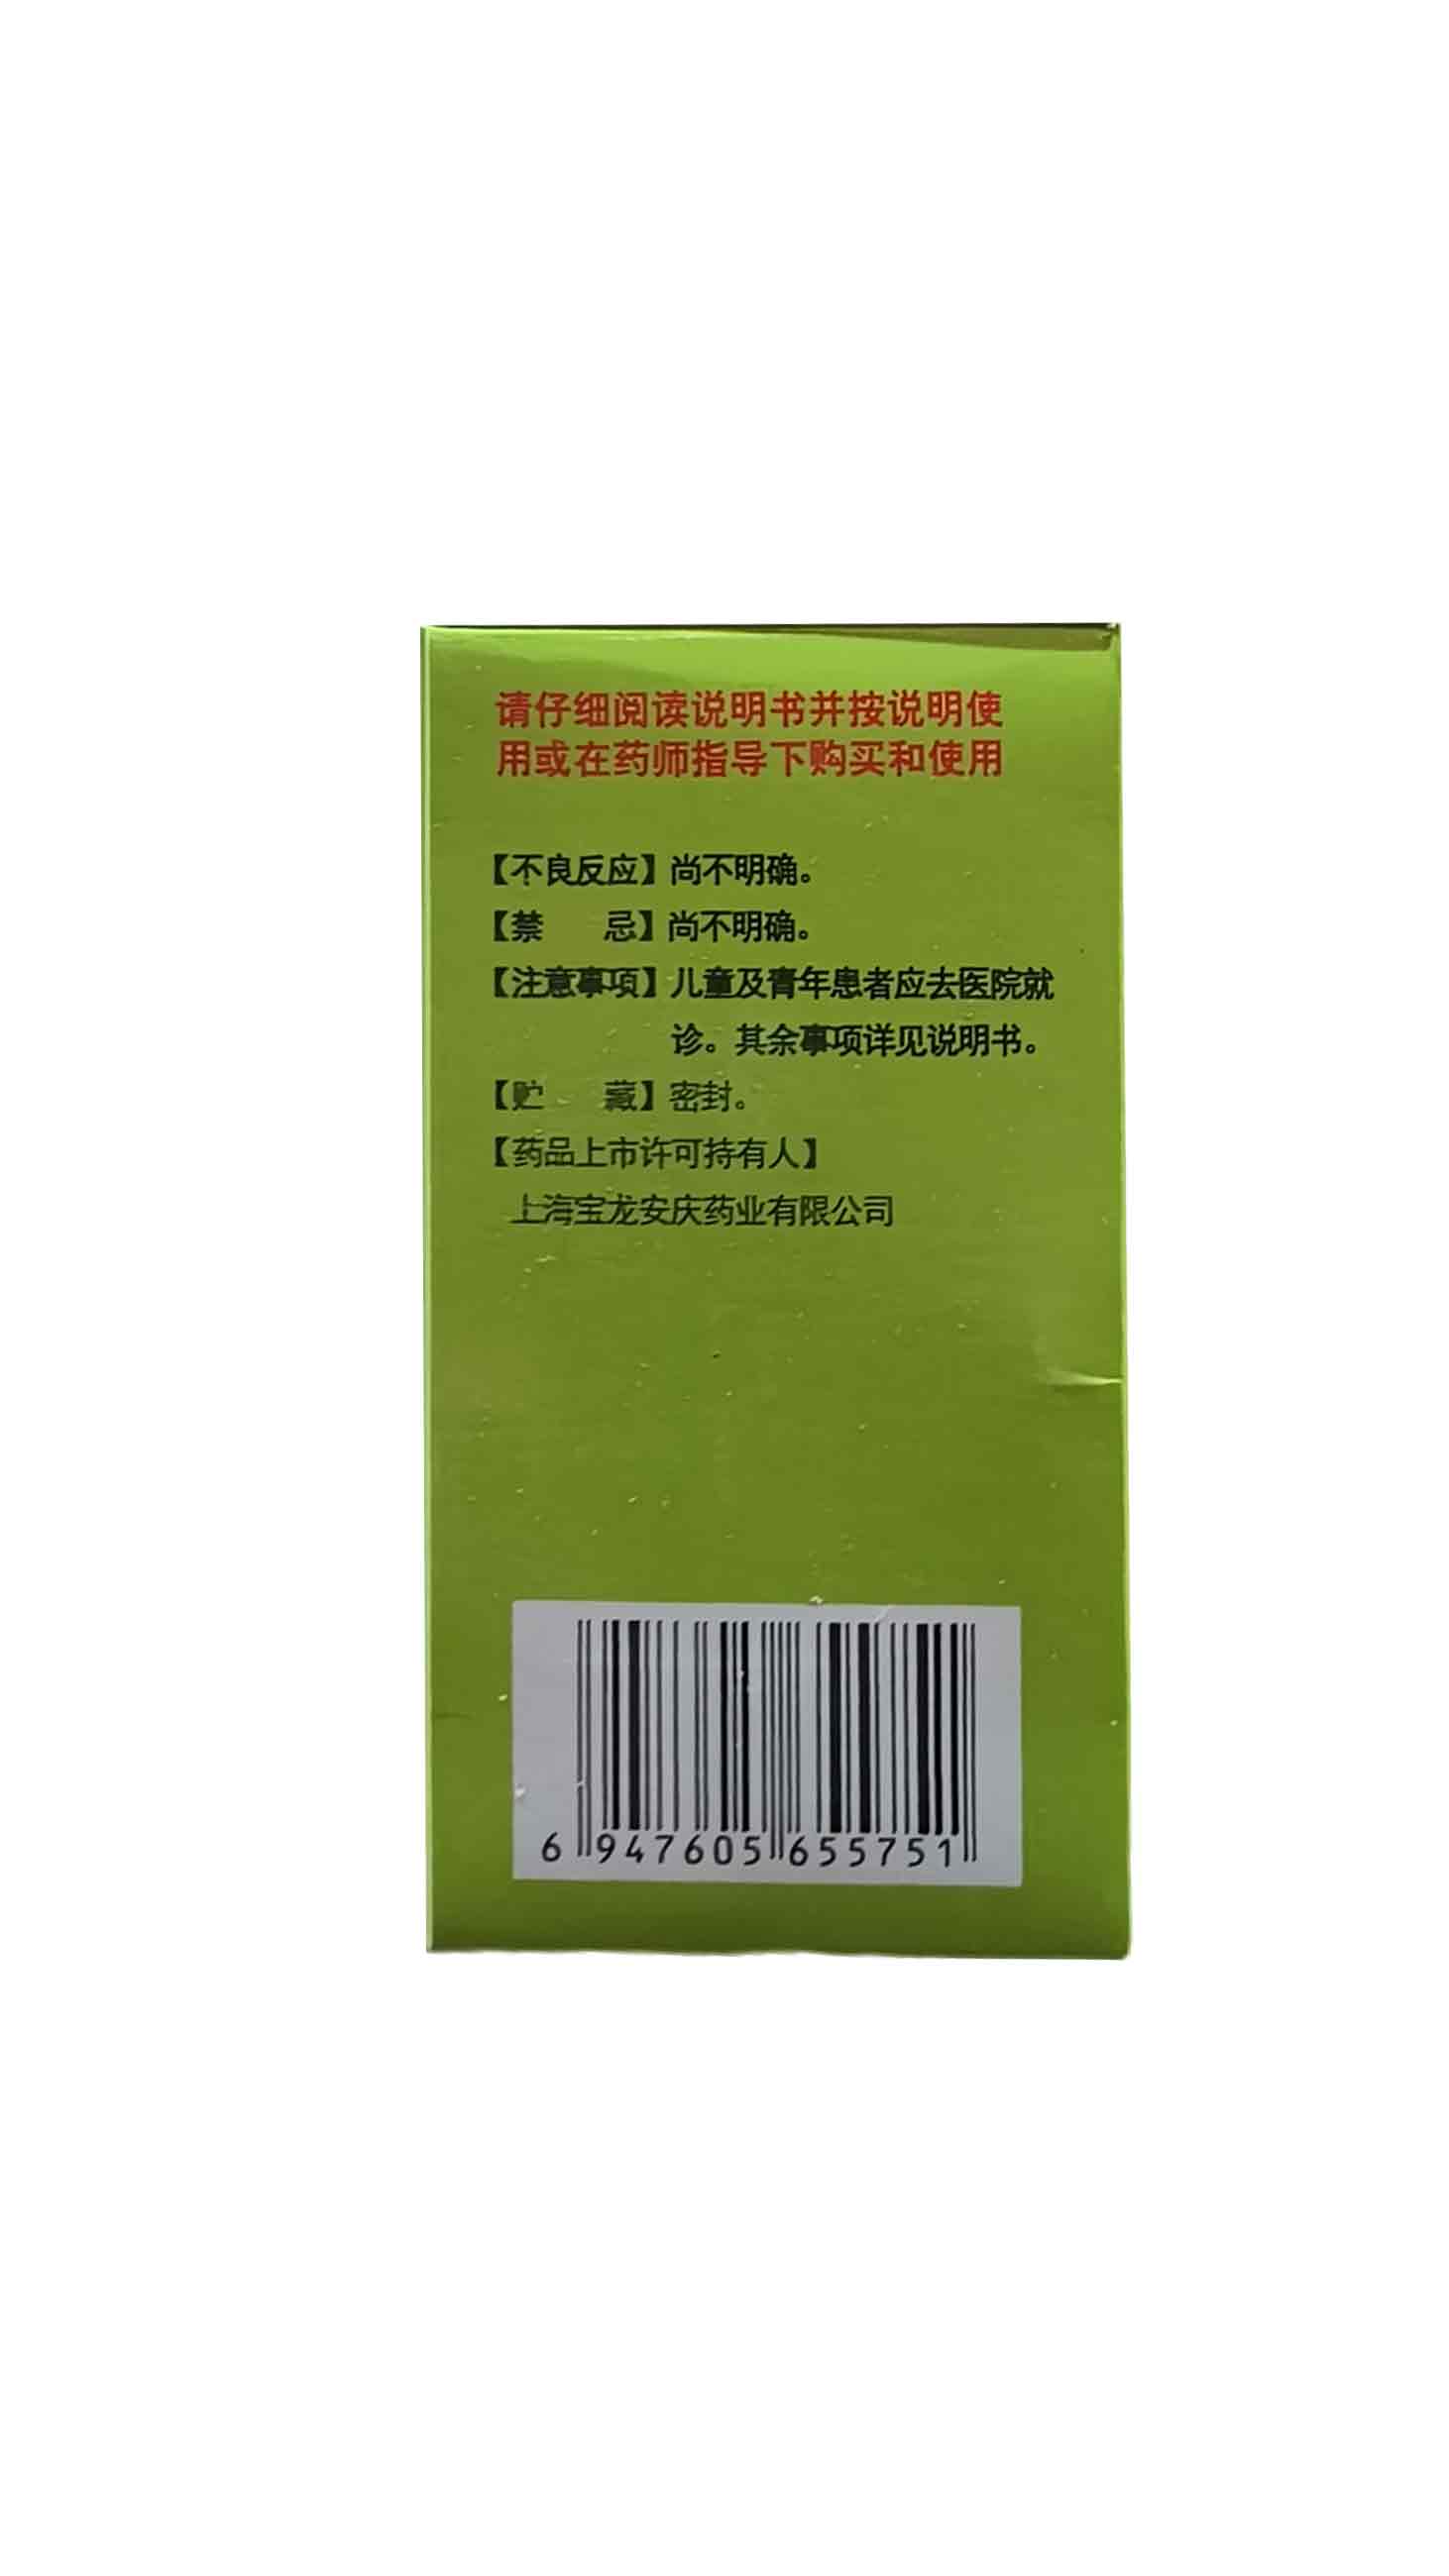 请仔细阅读说明书并按说明使
用或在药师指导下购买和使用
【不良反应】尚不明确。
【禁 忌】尚不明确。
【注意事项】儿童及青年患者应去医院就
诊。其余事项详见说明书。
【贮 藏】密封。
【药品上市许可持有人】
上海宝龙安庆药业有限公司
6 947605 655751